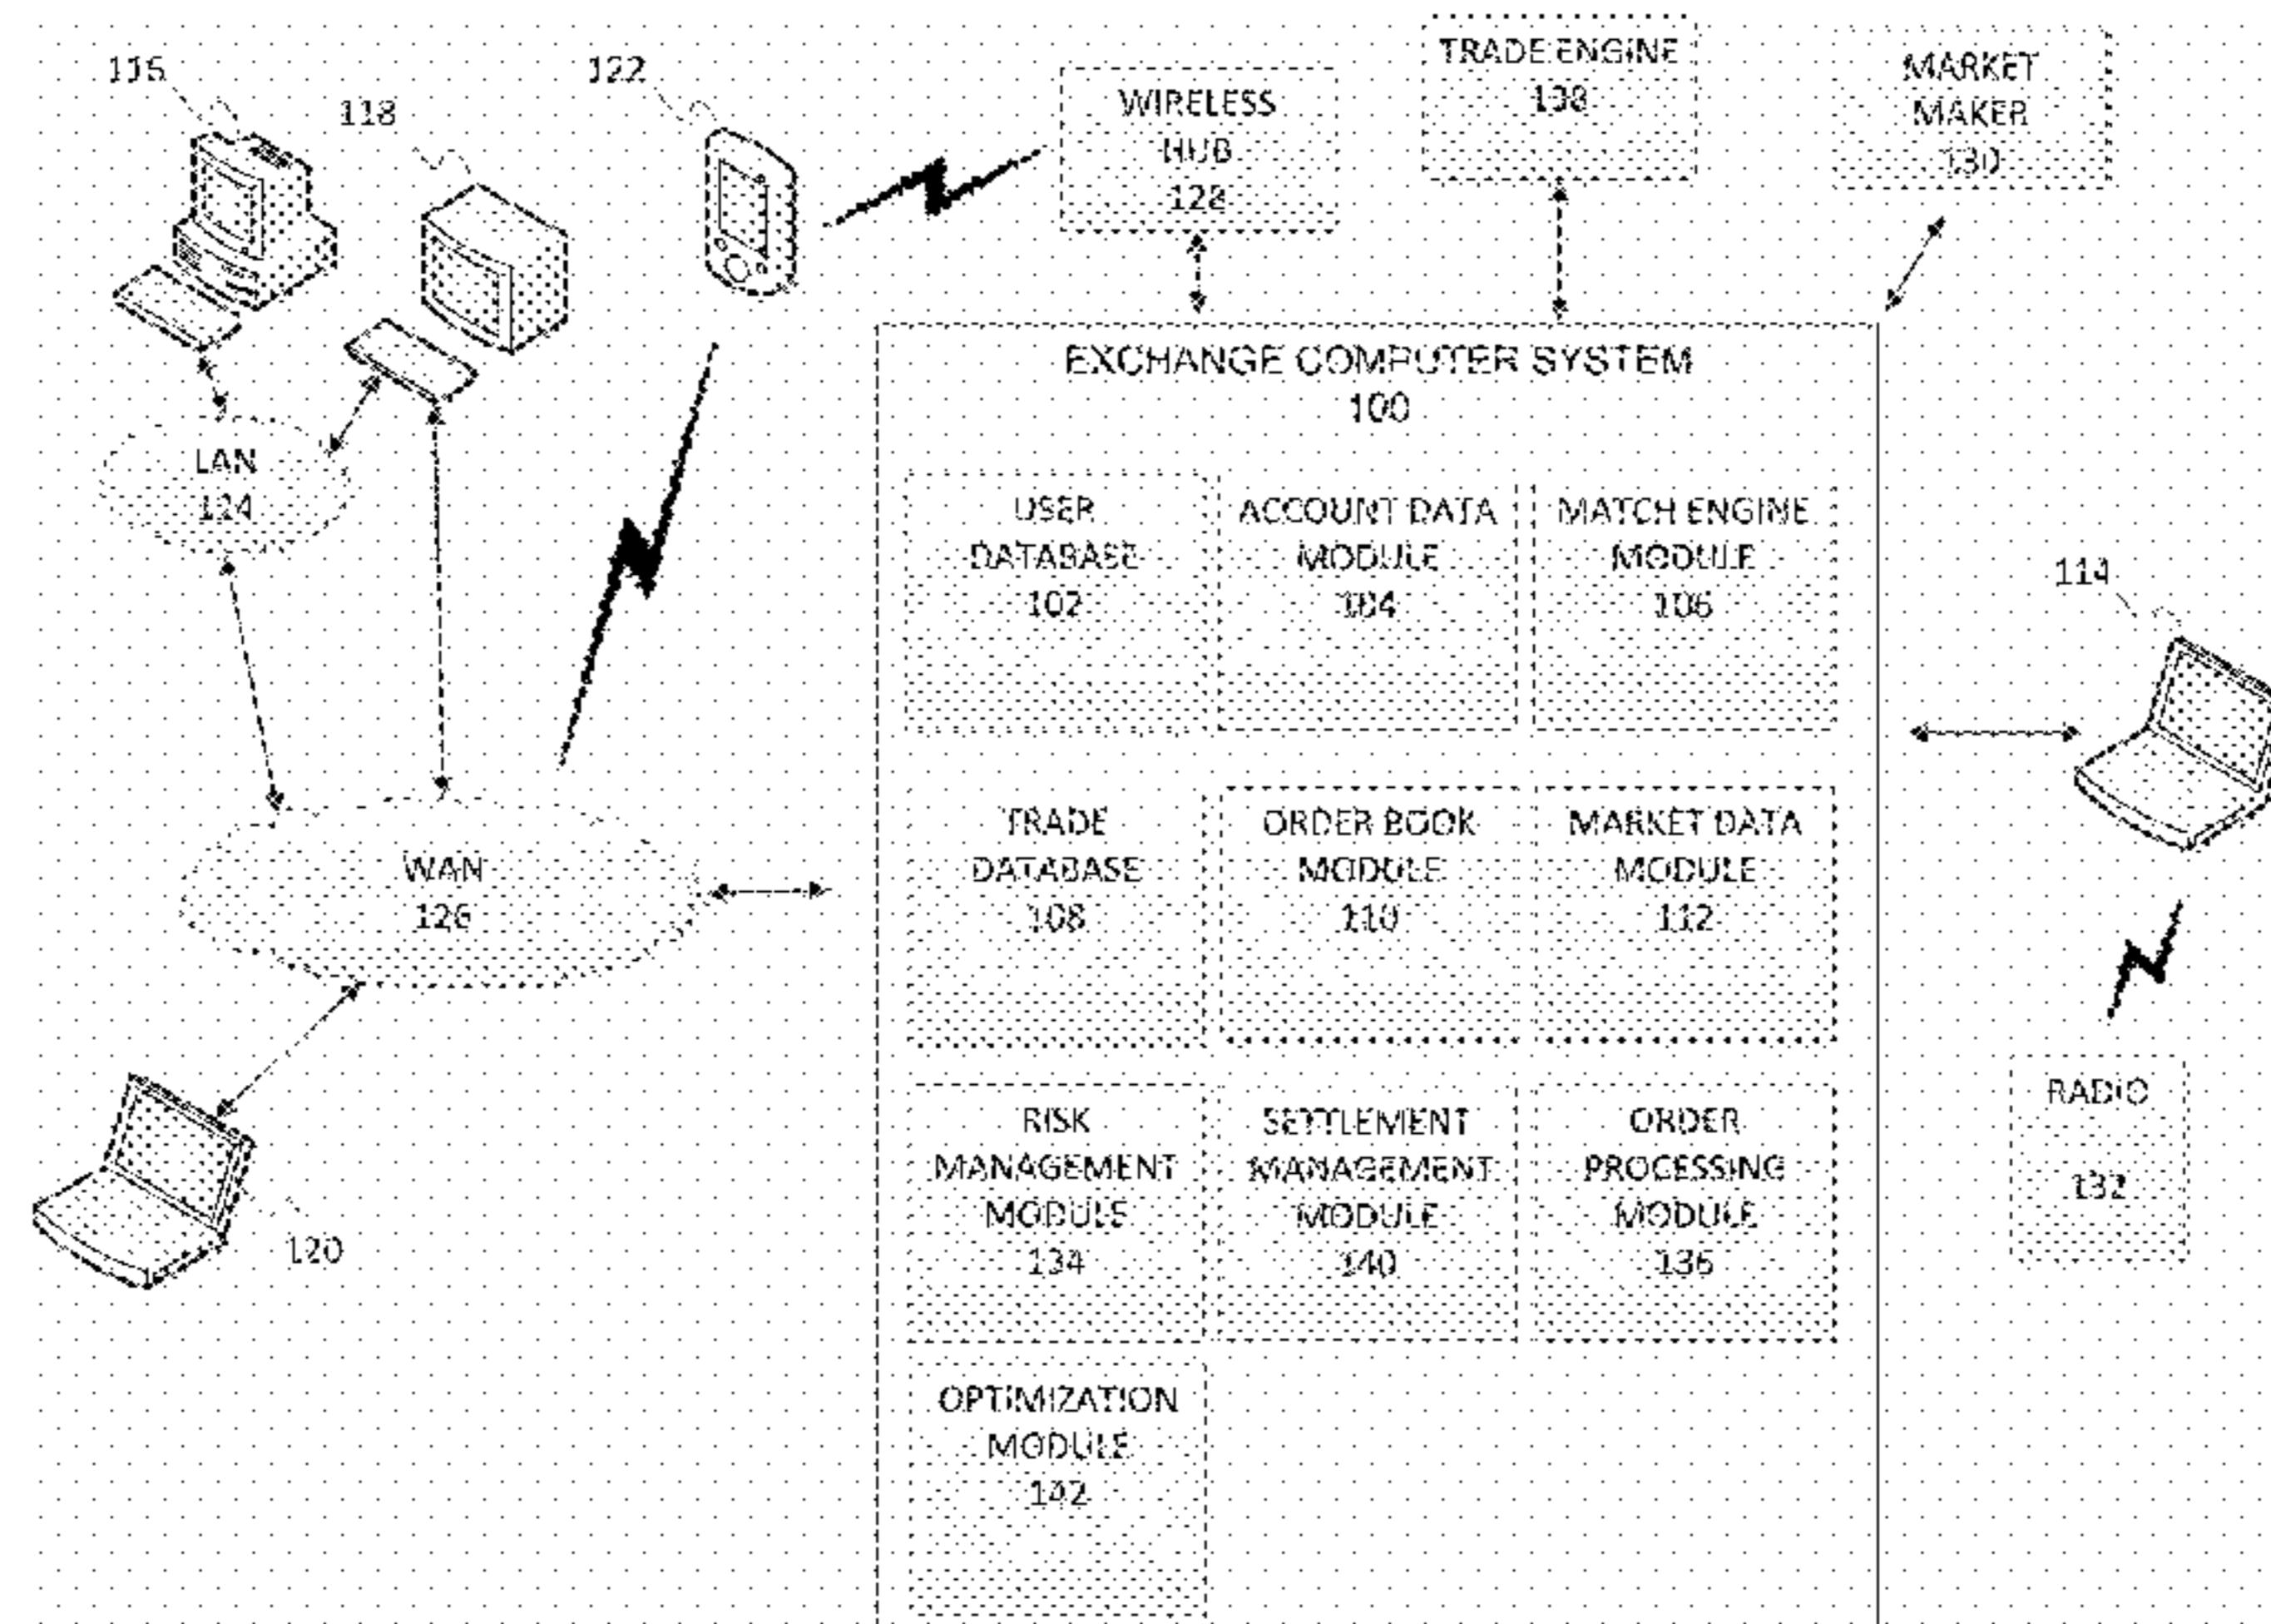 116
118
122
WIRELESS
HUB
128
TRADE ENGINE
138
MARKET
MAKER
130
EXCHANGE COMPUTER SYSTEM
100
LAN
124
USER
DATABASE
102
ACCOUNT DATA
MODULE
104
MATCH ENGINE
MODULE
106
114
TRADE
DATABASE
108
ORDER BOOK
MODULE
110
MARKET DATA
MODULE
112
WAN
126
RISK
MANAGEMENT
MODULE
134
SETTLEMENT
MANAGEMENT
MODULE
140
ORDER
PROCESSING
MODULE
136
RADIO
132
120
OPTIMIZATION
MODULE
142